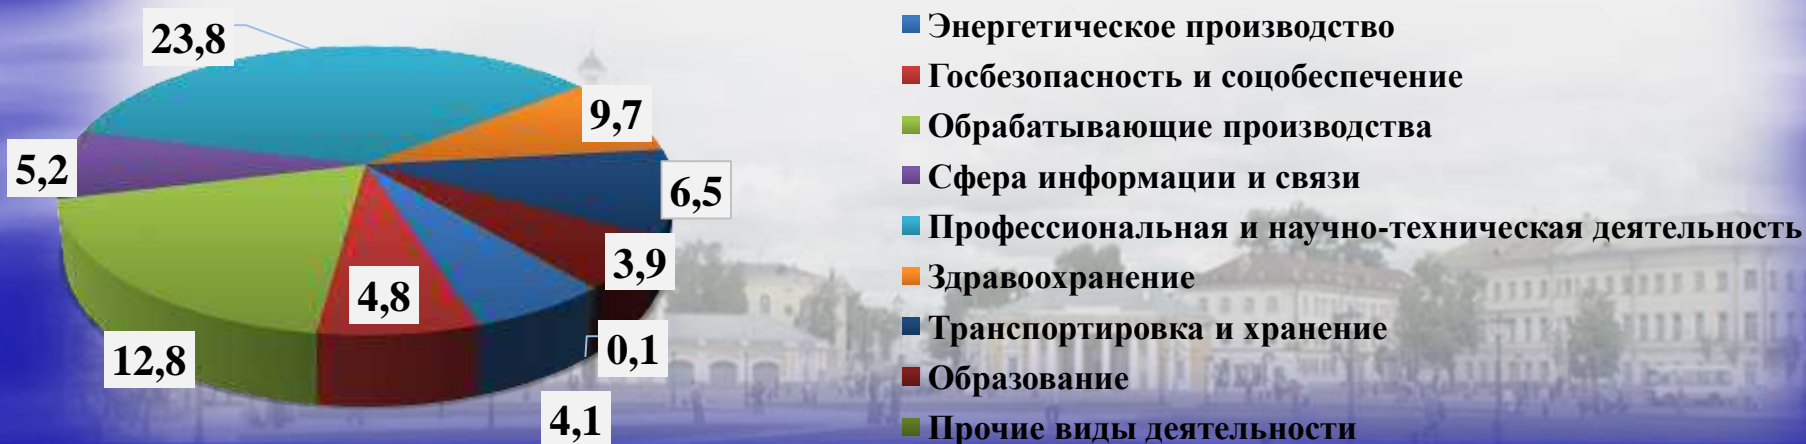 23,8
9,7
5,2
6,5
3,9
4,8
0,1
12,8
4,1
Энергетическое производство
Госбезопасность и соцобеспечение
Обрабатывающие производства
Сфера информации и связи
Профессиональная и научно-техническая деятельность
Здравоохранение
Транспортировка и хранение
Образование
Прочие виды деятельности